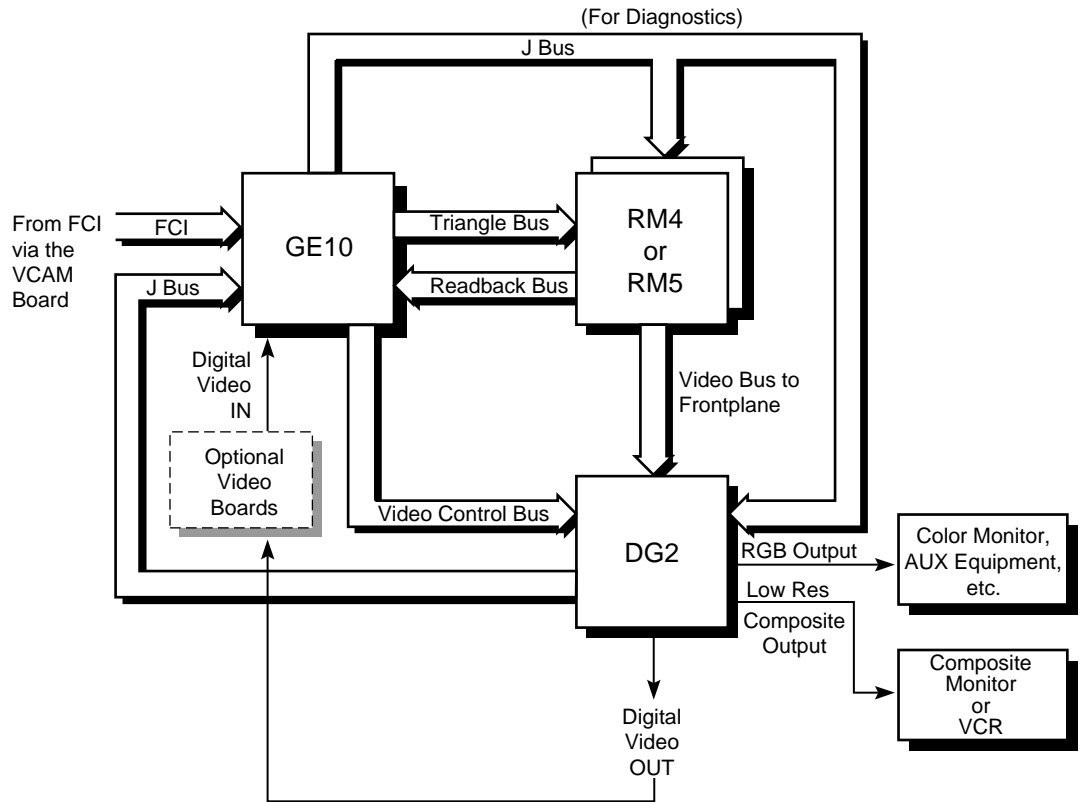 (For Diagnostics)
J Bus
From FCI
via the
VCAM
Board
FCI
GE10
Triangle Bus
RM4
or
RM5
J Bus
Readback Bus
Digital
Video
IN
Video Bus to
Frontplane
Optional
Video
Boards
Video Control Bus
DG2
RGB Output
Color Monitor,
AUX Equipment,
etc.
Low Res
Composite
Output
Composite
Monitor
or
VCR
Digital
Video
OUT